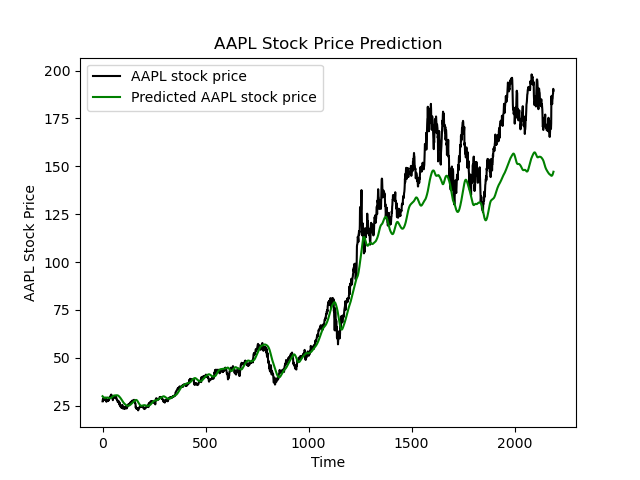 AAPL Stock Price Prediction
AAPL stock price
Predicted AAPL stock price
AAPL Stock Price
200
175
150
125
100
75
50
25
0
500
1000
1500
2000
Time